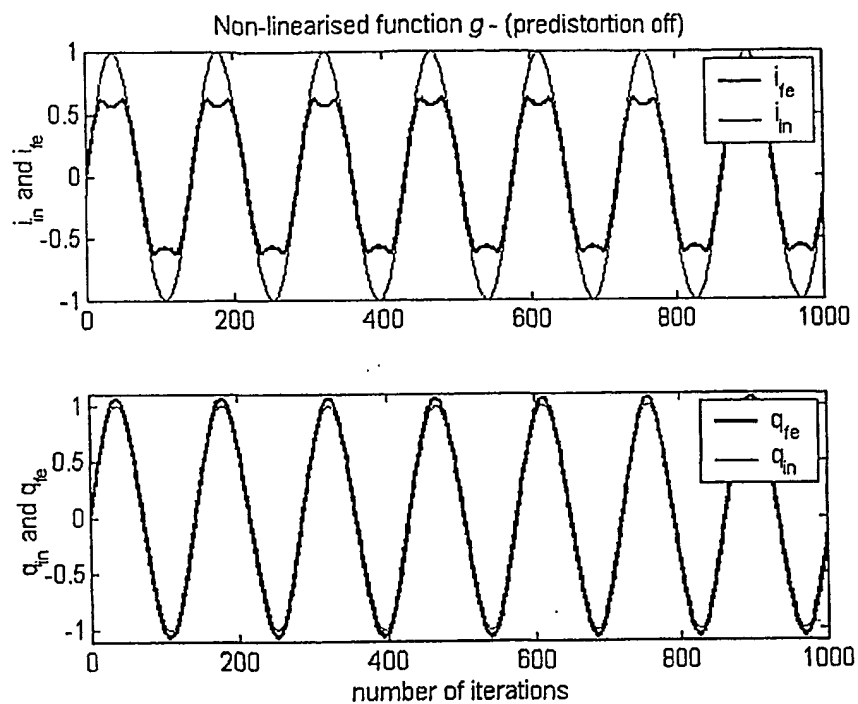 Non-linearised function g - (predistortion off)
1
0.5
0
-0.5
-1
i_in and i_fe
i_fe
i_in
0 200 400 600 800 1000
1
0.5
0
-0.5
-1
q_in and q_fe
q_fe
q_in
0 200 400 600 800 1000
number of iterations